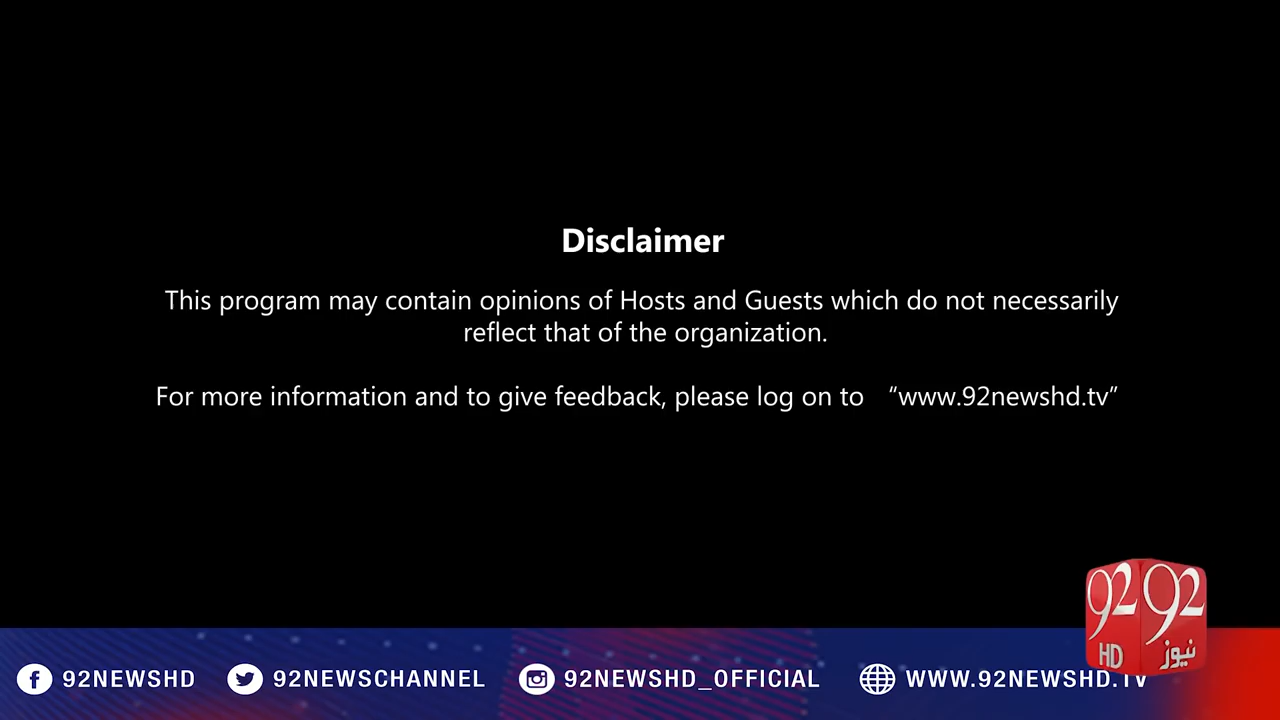 Disclaimer
This program may contain opinions of Hosts and Guests which do not necessarily
reflect that of the organization.
For more information and to give feedback, please log on to “www.92newshd.tv”
92 92
HD نیوز
92NEWSHD
92NEWSCHANNEL
92NEWSHD_OFFICIAL
WWW.92NEWSHD.TV